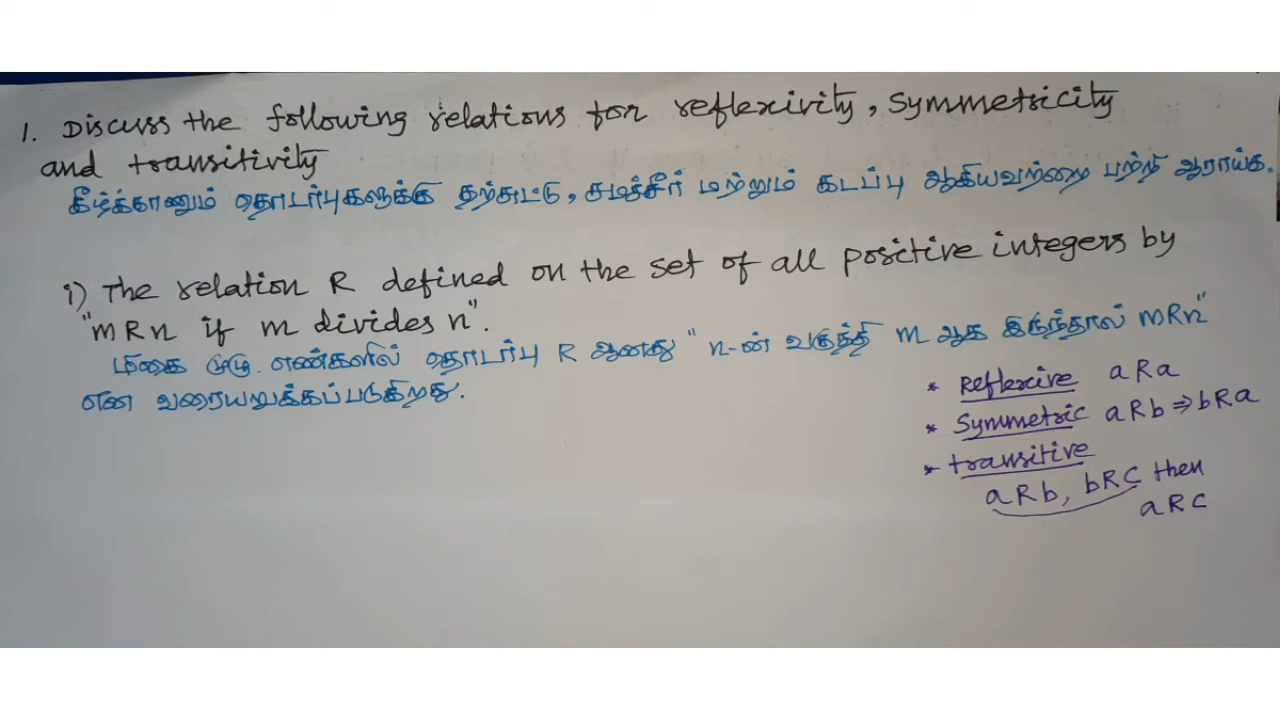 1. Discuss the following relations for reflexivity, symmetricity
and transitivity
கீழ்க்காணும் தொடர்புகளுக்கு தற்சுட்டு, சமச்சீர் மற்றும் கடப்பு ஆகியவற்றை பற்றி ஆராய்க.
i) The relation R defined on the set of all positive integers by
"mRn if m divides n".
மிகை முழு எண்களில் தொடர்பு R ஆனது "n-ன் வகுத்தி m ஆக இருந்தால் mRn"
என வரையறுக்கப்படுகிறது.
* Reflexive aRa
* Symmetric aRb ⇒ bRa
* transitive
aRb, bRC then
aRC